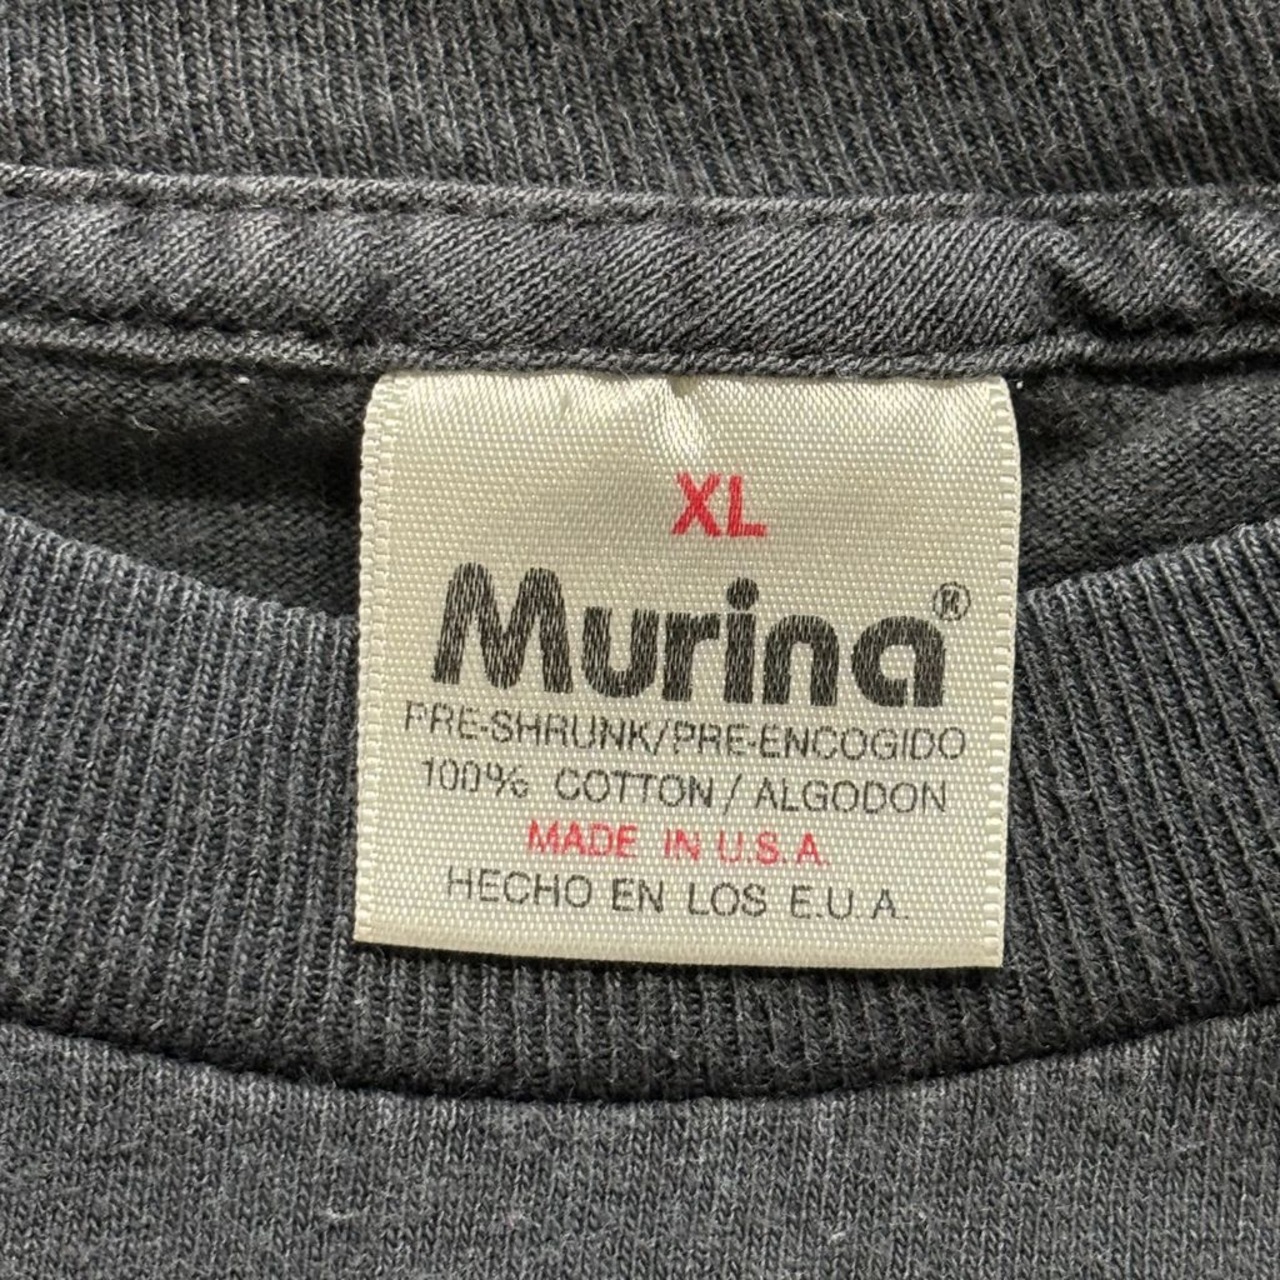 XL
Murina®
PRE-SHRUNK/PRE-ENCOGIDO
100% COTTON / ALGODON
MADE IN U.S.A.
HECHO EN LOS E.U.A.